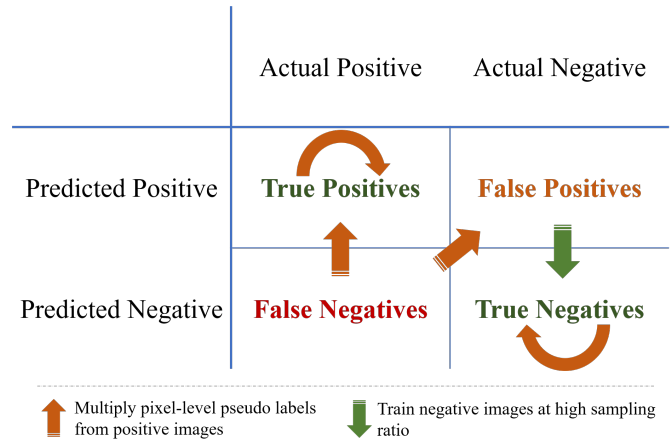 Actual Positive Actual Negative
Predicted Positive True Positives False Positives
Predicted Negative False Negatives True Negatives
Multiply pixel-level pseudo labels
from positive images
Train negative images at high sampling
ratio